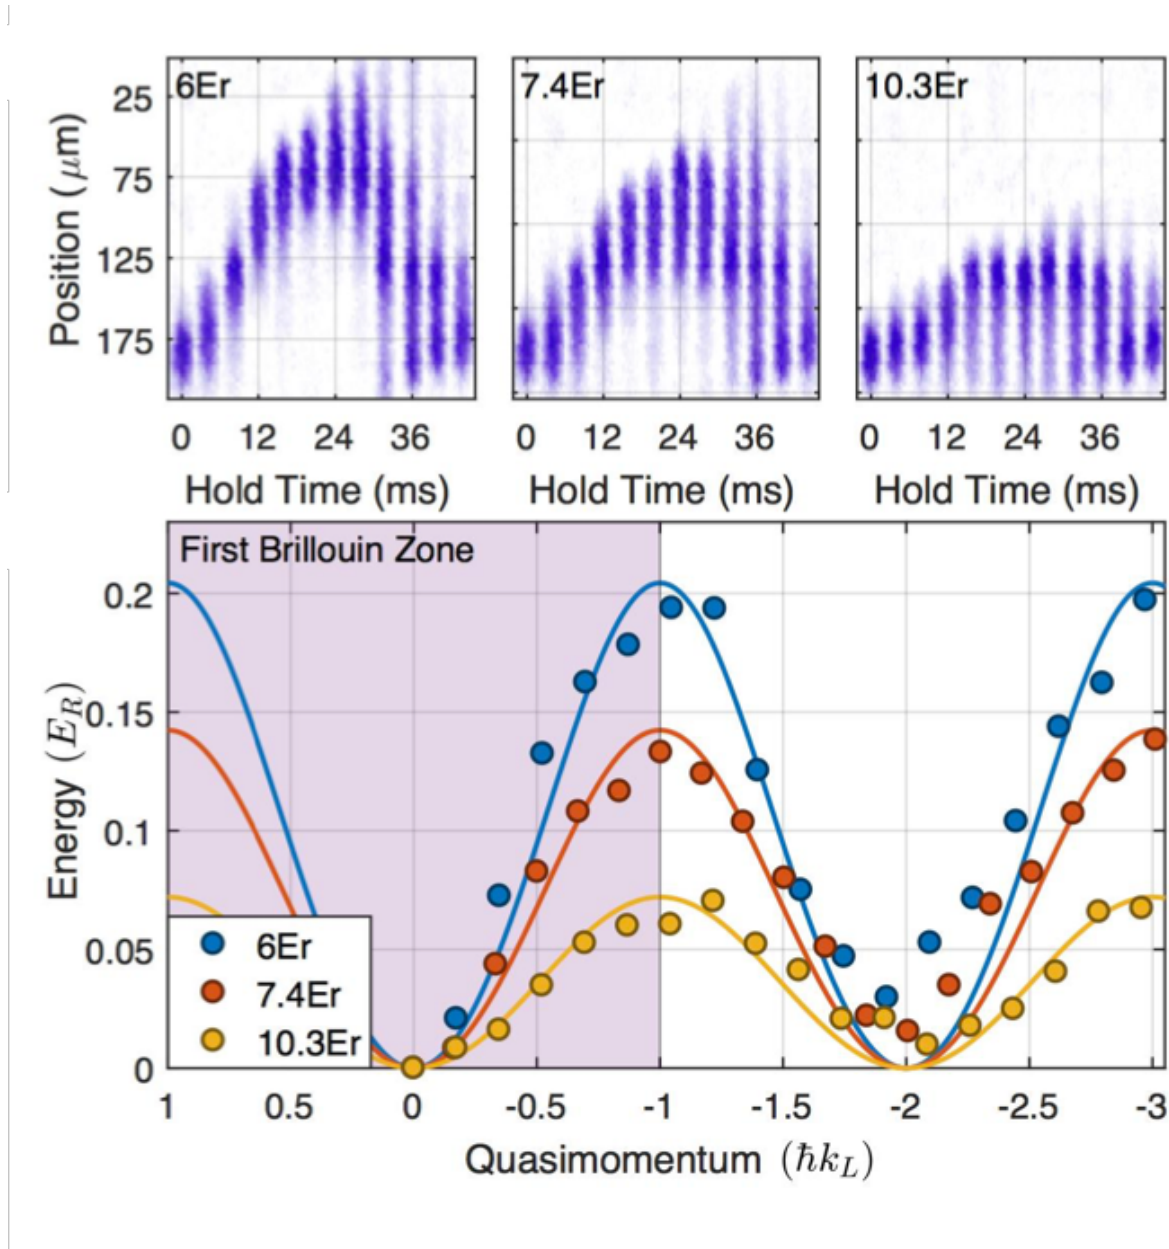 6Er
7.4Er
10.3Er
25
75
125
175
Position (μm)
0 12 24 36
0 12 24 36
0 12 24 36
Hold Time (ms)
Hold Time (ms)
Hold Time (ms)
First Brillouin Zone
0.2
0.15
0.1
0.05
0
Energy (E_R)
6Er
7.4Er
10.3Er
1 0.5 0 -0.5 -1 -1.5 -2 -2.5 -3
Quasimomentum (ħk_L)